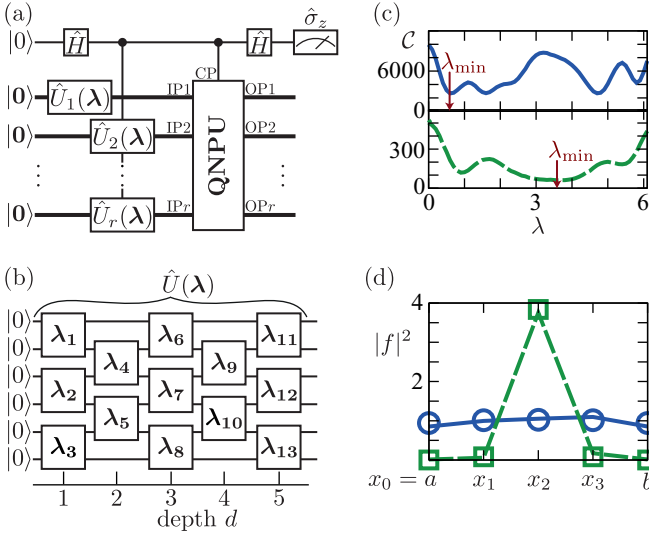 (a)
|0⟩ Ĥ Ĥ σ̂z
CP
|0⟩ Û1(λ) IP1 OP1
|0⟩ Û2(λ) IP2 OP2
QNPU
|0⟩ Ûr(λ) IPr OPr
(b)
Û(λ)
|0⟩ λ1 λ6 λ11
|0⟩ λ4 λ9
|0⟩ λ2 λ7 λ12
|0⟩ λ5 λ10
|0⟩ λ3 λ8 λ13
|0⟩
1 2 3 4 5
depth d
(c)
C
λmin
6000
0
λmin
300
0
0 3 6
λ
(d)
4
|f|²
2
x0 = a x1 x2 x3 b